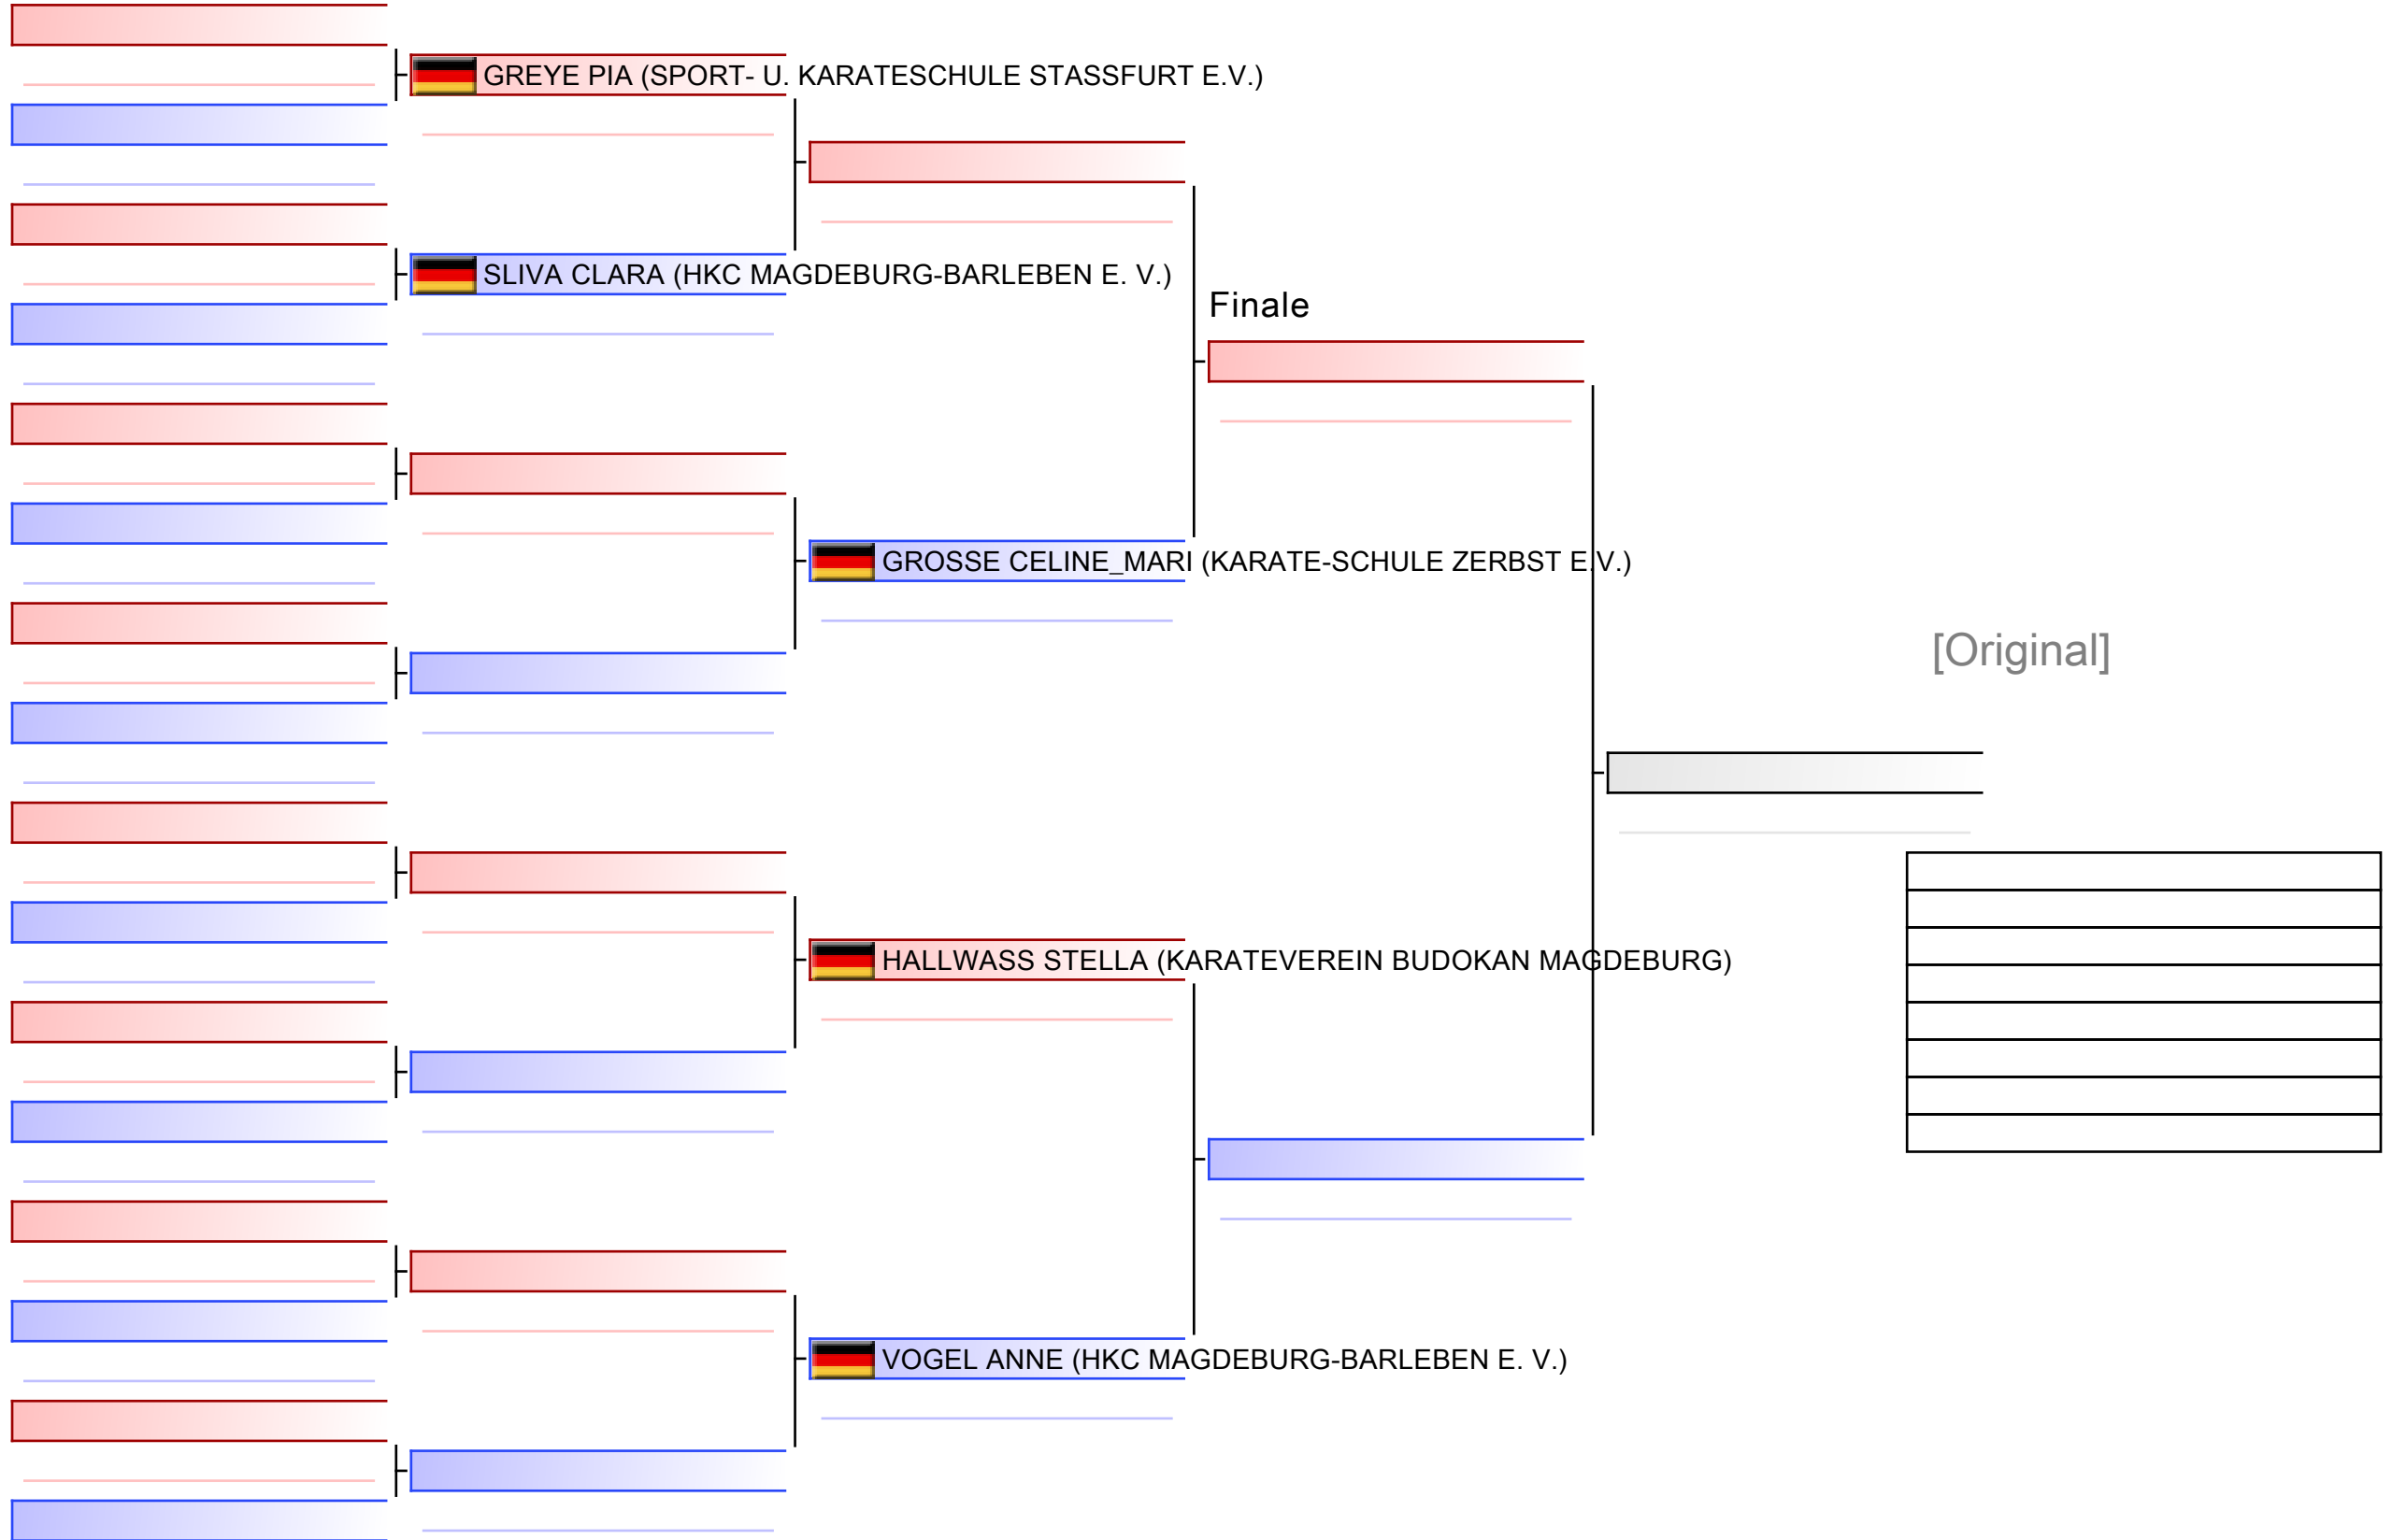 GREYE PIA (SPORT- U. KARATESCHULE STASSFURT E.V.)
SLIVA CLARA (HKC MAGDEBURG-BARLEBEN E. V.)
Finale
GROSSE CELINE_MARI (KARATE-SCHULE ZERBST E.V.)
[Original]
HALLWASS STELLA (KARATEVEREIN BUDOKAN MAGDEBURG)
VOGEL ANNE (HKC MAGDEBURG-BARLEBEN E. V.)